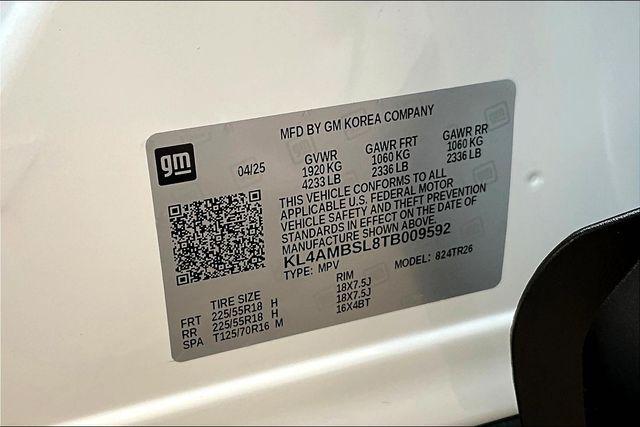 MFD BY GM KOREA COMPANY
gm
04/25
GVWR GAWR FRT GAWR RR
1920 KG 1060 KG 1060 KG
4233 LB 2336 LB 2336 LB
THIS VEHICLE CONFORMS TO ALL
APPLICABLE U.S. FEDERAL MOTOR
VEHICLE SAFETY AND THEFT PREVENTION
STANDARDS IN EFFECT ON THE DATE OF
MANUFACTURE SHOWN ABOVE.
KL4AMBSL8TB009592
TYPE: MPV MODEL: 824TR26
TIRE SIZE RIM
FRT 225/55R18 H 18X7.5J
RR 225/55R18 H 18X7.5J
SPA T125/70R16 M 16X4BT